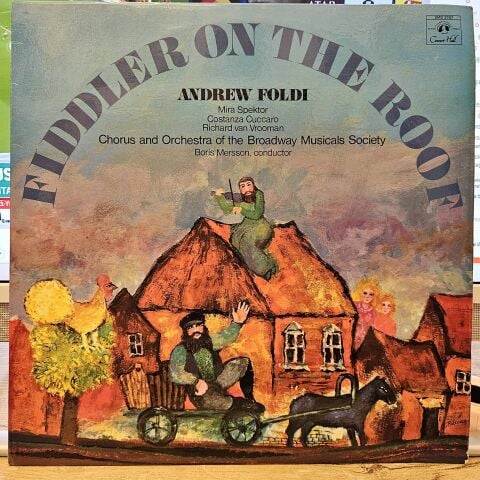 FIDDLER ON THE ROOF
Concert Hall
ANDREW FOLDI
Mira Spektor
Costanza Cuccaro
Richard van Vrooman
Chorus and Orchestra of the Broadway Musicals Society
Boris Mersson, conductor